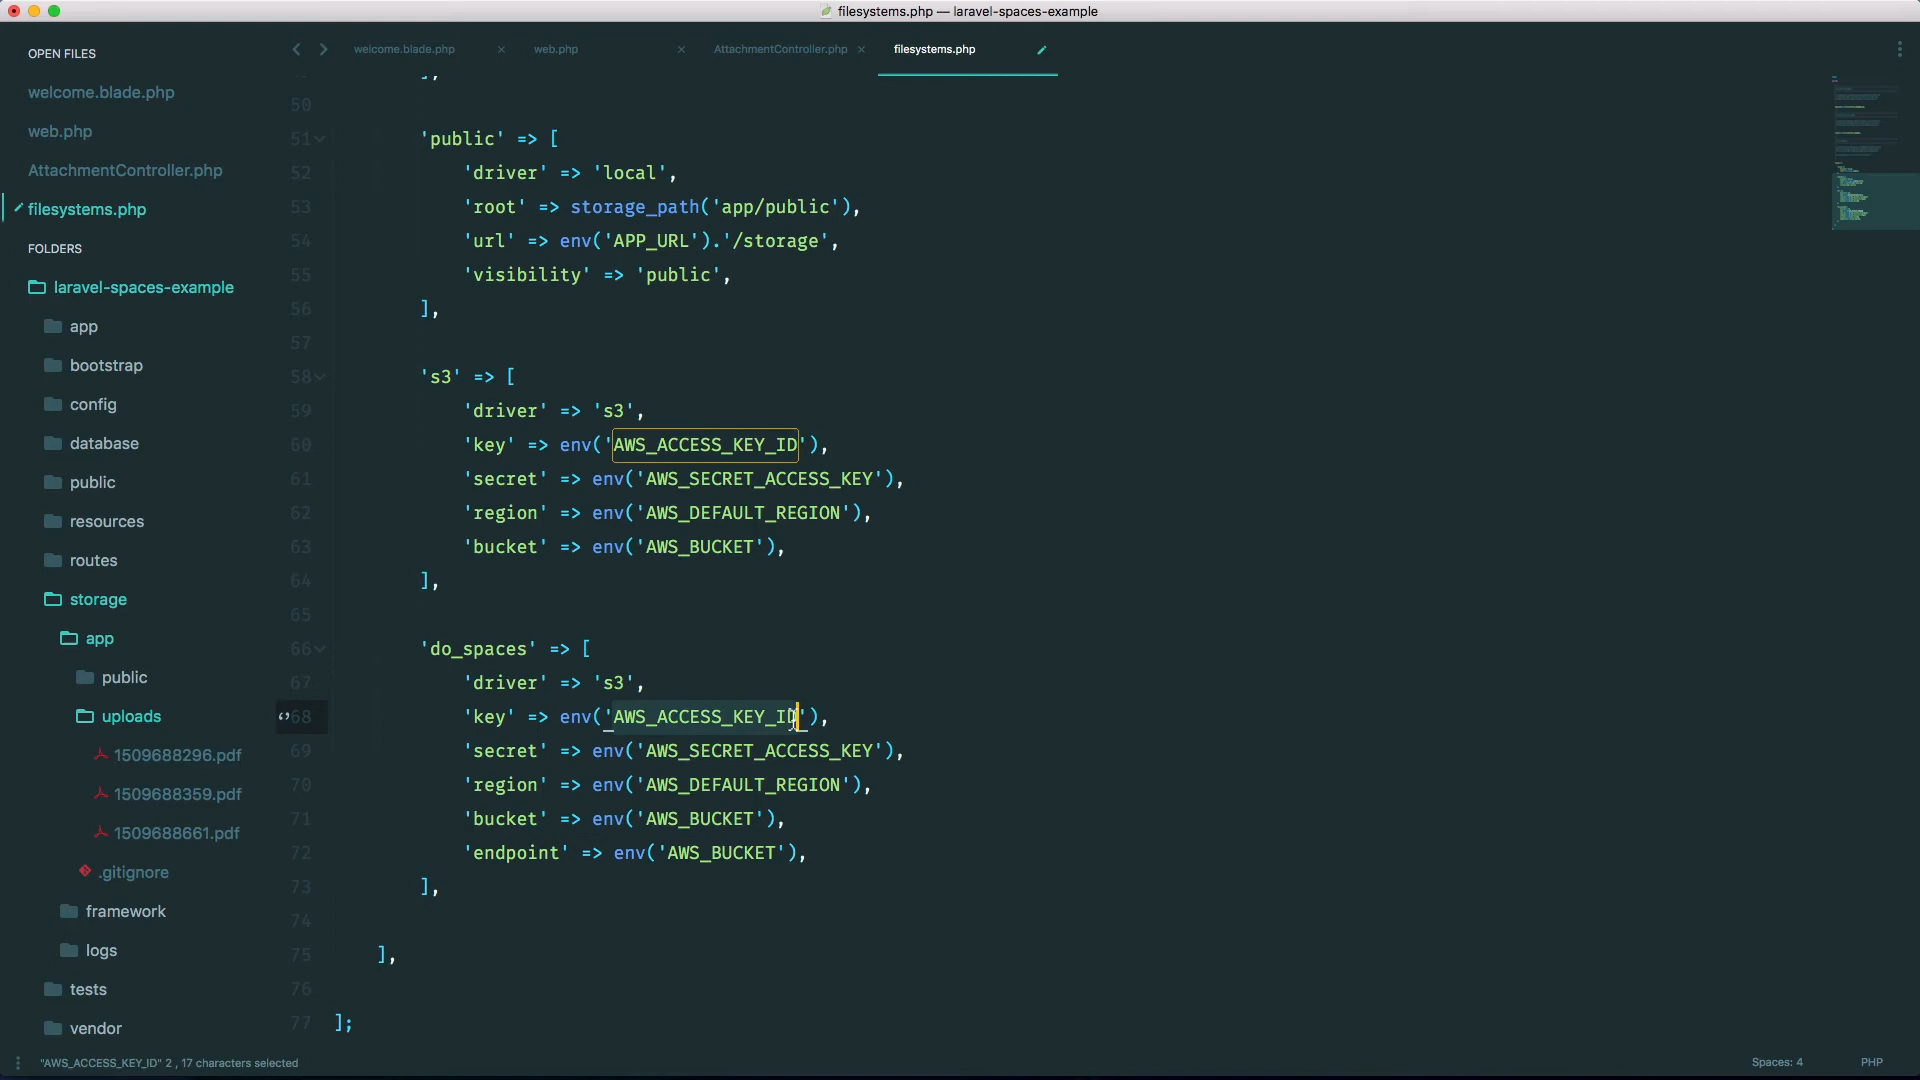 filesystems.php — laravel-spaces-example
OPEN FILES
welcome.blade.php
web.php
AttachmentController.php
filesystems.php
FOLDERS
laravel-spaces-example
app
bootstrap
config
database
public
resources
routes
storage
app
public
uploads
1509688296.pdf
1509688359.pdf
1509688661.pdf
.gitignore
framework
logs
tests
vendor
welcome.blade.php × web.php × AttachmentController.php × filesystems.php
],
50
51 'public' => [
52 'driver' => 'local',
53 'root' => storage_path('app/public'),
54 'url' => env('APP_URL').'/storage',
55 'visibility' => 'public',
56 ],
57
58 's3' => [
59 'driver' => 's3',
60 'key' => env('AWS_ACCESS_KEY_ID'),
61 'secret' => env('AWS_SECRET_ACCESS_KEY'),
62 'region' => env('AWS_DEFAULT_REGION'),
63 'bucket' => env('AWS_BUCKET'),
64 ],
65
66 'do_spaces' => [
67 'driver' => 's3',
68 'key' => env('AWS_ACCESS_KEY_ID'),
69 'secret' => env('AWS_SECRET_ACCESS_KEY'),
70 'region' => env('AWS_DEFAULT_REGION'),
71 'bucket' => env('AWS_BUCKET'),
72 'endpoint' => env('AWS_BUCKET'),
73 ],
74
75 ],
76
77 ];
"AWS_ACCESS_KEY_ID" 2 , 17 characters selected
Spaces: 4 PHP